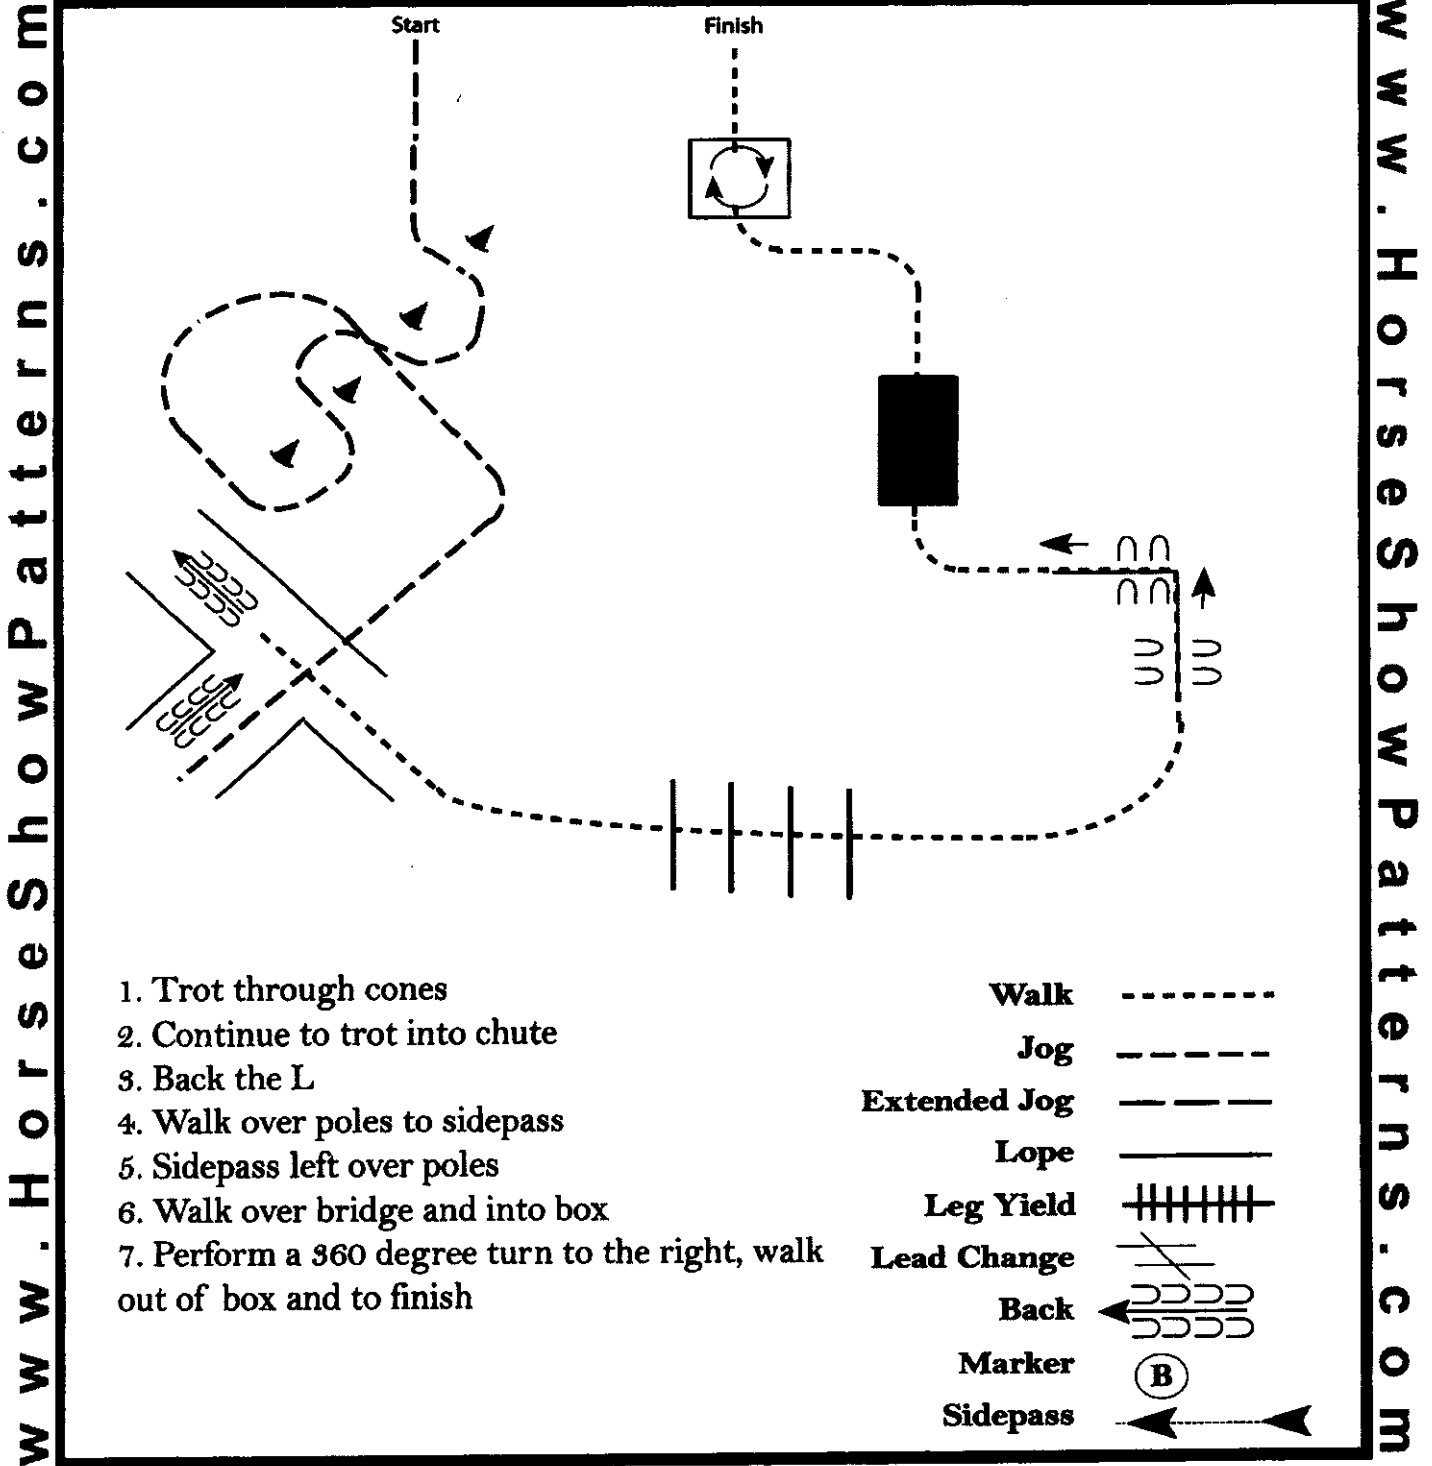 www.HorseShowPatterns.com
Start
Finish
1. Trot through cones
2. Continue to trot into chute
3. Back the L
4. Walk over poles to sidepass
5. Sidepass left over poles
6. Walk over bridge and into box
7. Perform a 360 degree turn to the right, walk
out of box and to finish
Walk
Jog
Extended Jog
Lope
Leg Yield
Lead Change
Back
Marker
B
Sidepass
www.HorseShowPatterns.com